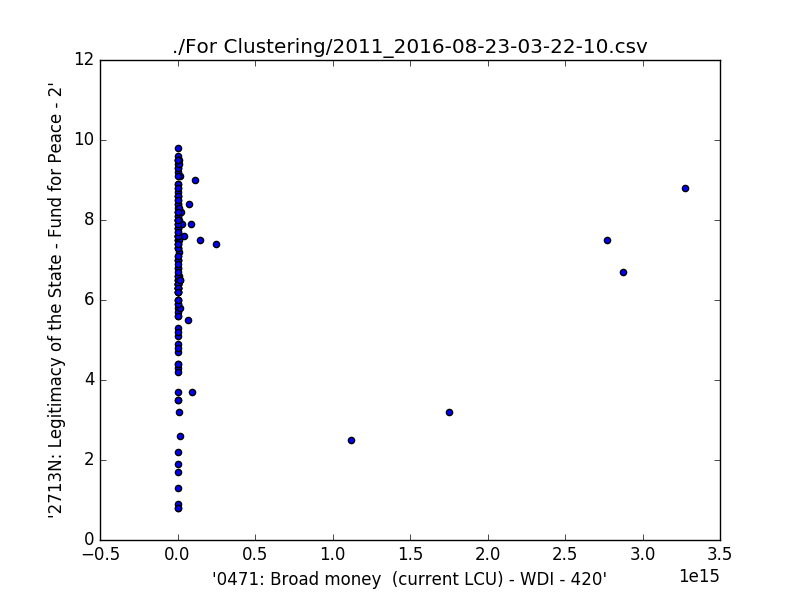 ./For Clustering/2011_2016-08-23-03-22-10.csv
12
10
8
6
4
2
0
'2713N: Legitimacy of the State - Fund for Peace - 2'
−0.5 0.0 0.5 1.0 1.5 2.0 2.5 3.0 3.5
1e15
'0471: Broad money  (current LCU) - WDI - 420'